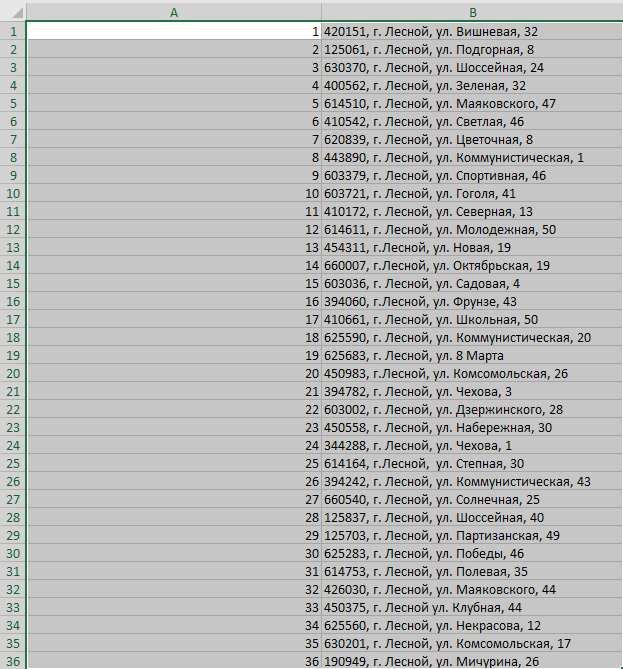 A B
1 1 420151, г. Лесной, ул. Вишневая, 32
2 2 125061, г. Лесной, ул. Подгорная, 8
3 3 630370, г. Лесной, ул. Шоссейная, 24
4 4 400562, г. Лесной, ул. Зеленая, 32
5 5 614510, г. Лесной, ул. Маяковского, 47
6 6 410542, г. Лесной, ул. Светлая, 46
7 7 620839, г. Лесной, ул. Цветочная, 8
8 8 443890, г. Лесной, ул. Коммунистическая, 1
9 9 603379, г. Лесной, ул. Спортивная, 46
10 10 603721, г. Лесной, ул. Гоголя, 41
11 11 410172, г. Лесной, ул. Северная, 13
12 12 614611, г. Лесной, ул. Молодежная, 50
13 13 454311, г.Лесной, ул. Новая, 19
14 14 660007, г. Лесной, ул. Октябрьская, 19
15 15 603036, г. Лесной, ул. Садовая, 4
16 16 394060, г.Лесной, ул. Фрунзе, 43
17 17 410661, г. Лесной, ул. Школьная, 50
18 18 625590, г. Лесной, ул. Коммунистическая, 20
19 19 625683, г. Лесной, ул. 8 Марта
20 20 450983, г.Лесной, ул. Комсомольская, 26
21 21 394782, г. Лесной, ул. Чехова, 3
22 22 603002, г. Лесной, ул. Дзержинского, 28
23 23 450558, г. Лесной, ул. Набережная, 30
24 24 344288, г. Лесной, ул. Чехова, 1
25 25 614164, г.Лесной,  ул. Степная, 30
26 26 394242, г. Лесной, ул. Коммунистическая, 43
27 27 660540, г. Лесной, ул. Солнечная, 25
28 28 125837, г. Лесной, ул. Шоссейная, 40
29 29 125703, г. Лесной, ул. Партизанская, 49
30 30 625283, г. Лесной, ул. Победы, 46
31 31 614753, г. Лесной, ул. Полевая, 35
32 32 426030, г. Лесной, ул. Маяковского, 44
33 33 450375, г. Лесной ул. Клубная, 44
34 34 625560, г. Лесной, ул. Некрасова, 12
35 35 630201, г. Лесной, ул. Комсомольская, 17
36 36 190949, г. Лесной, ул. Мичурина, 26